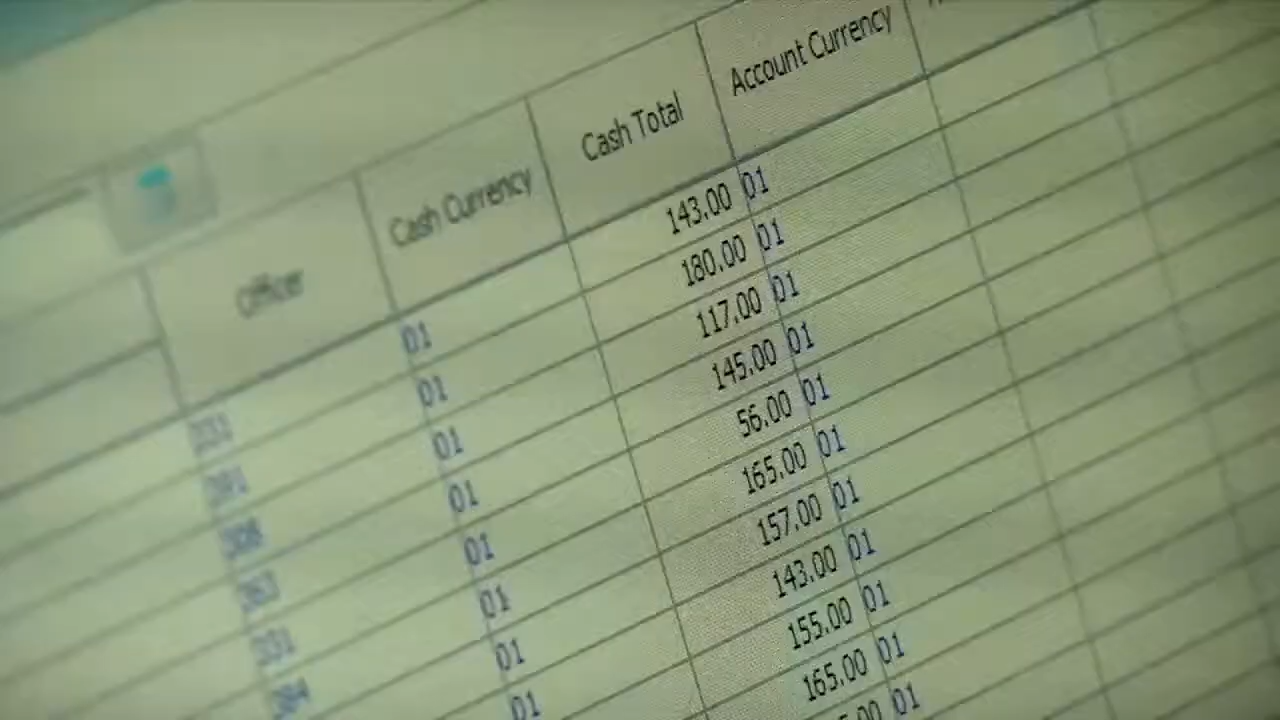 Officer Cash Currency Cash Total Account Currency
01 143.00 01
01 180.00 01
01 117.00 01
01 145.00 01
01 56.00 01
01 165.00 01
01 157.00 01
01 143.00 01
155.00 01
165.00 01
5.00 01